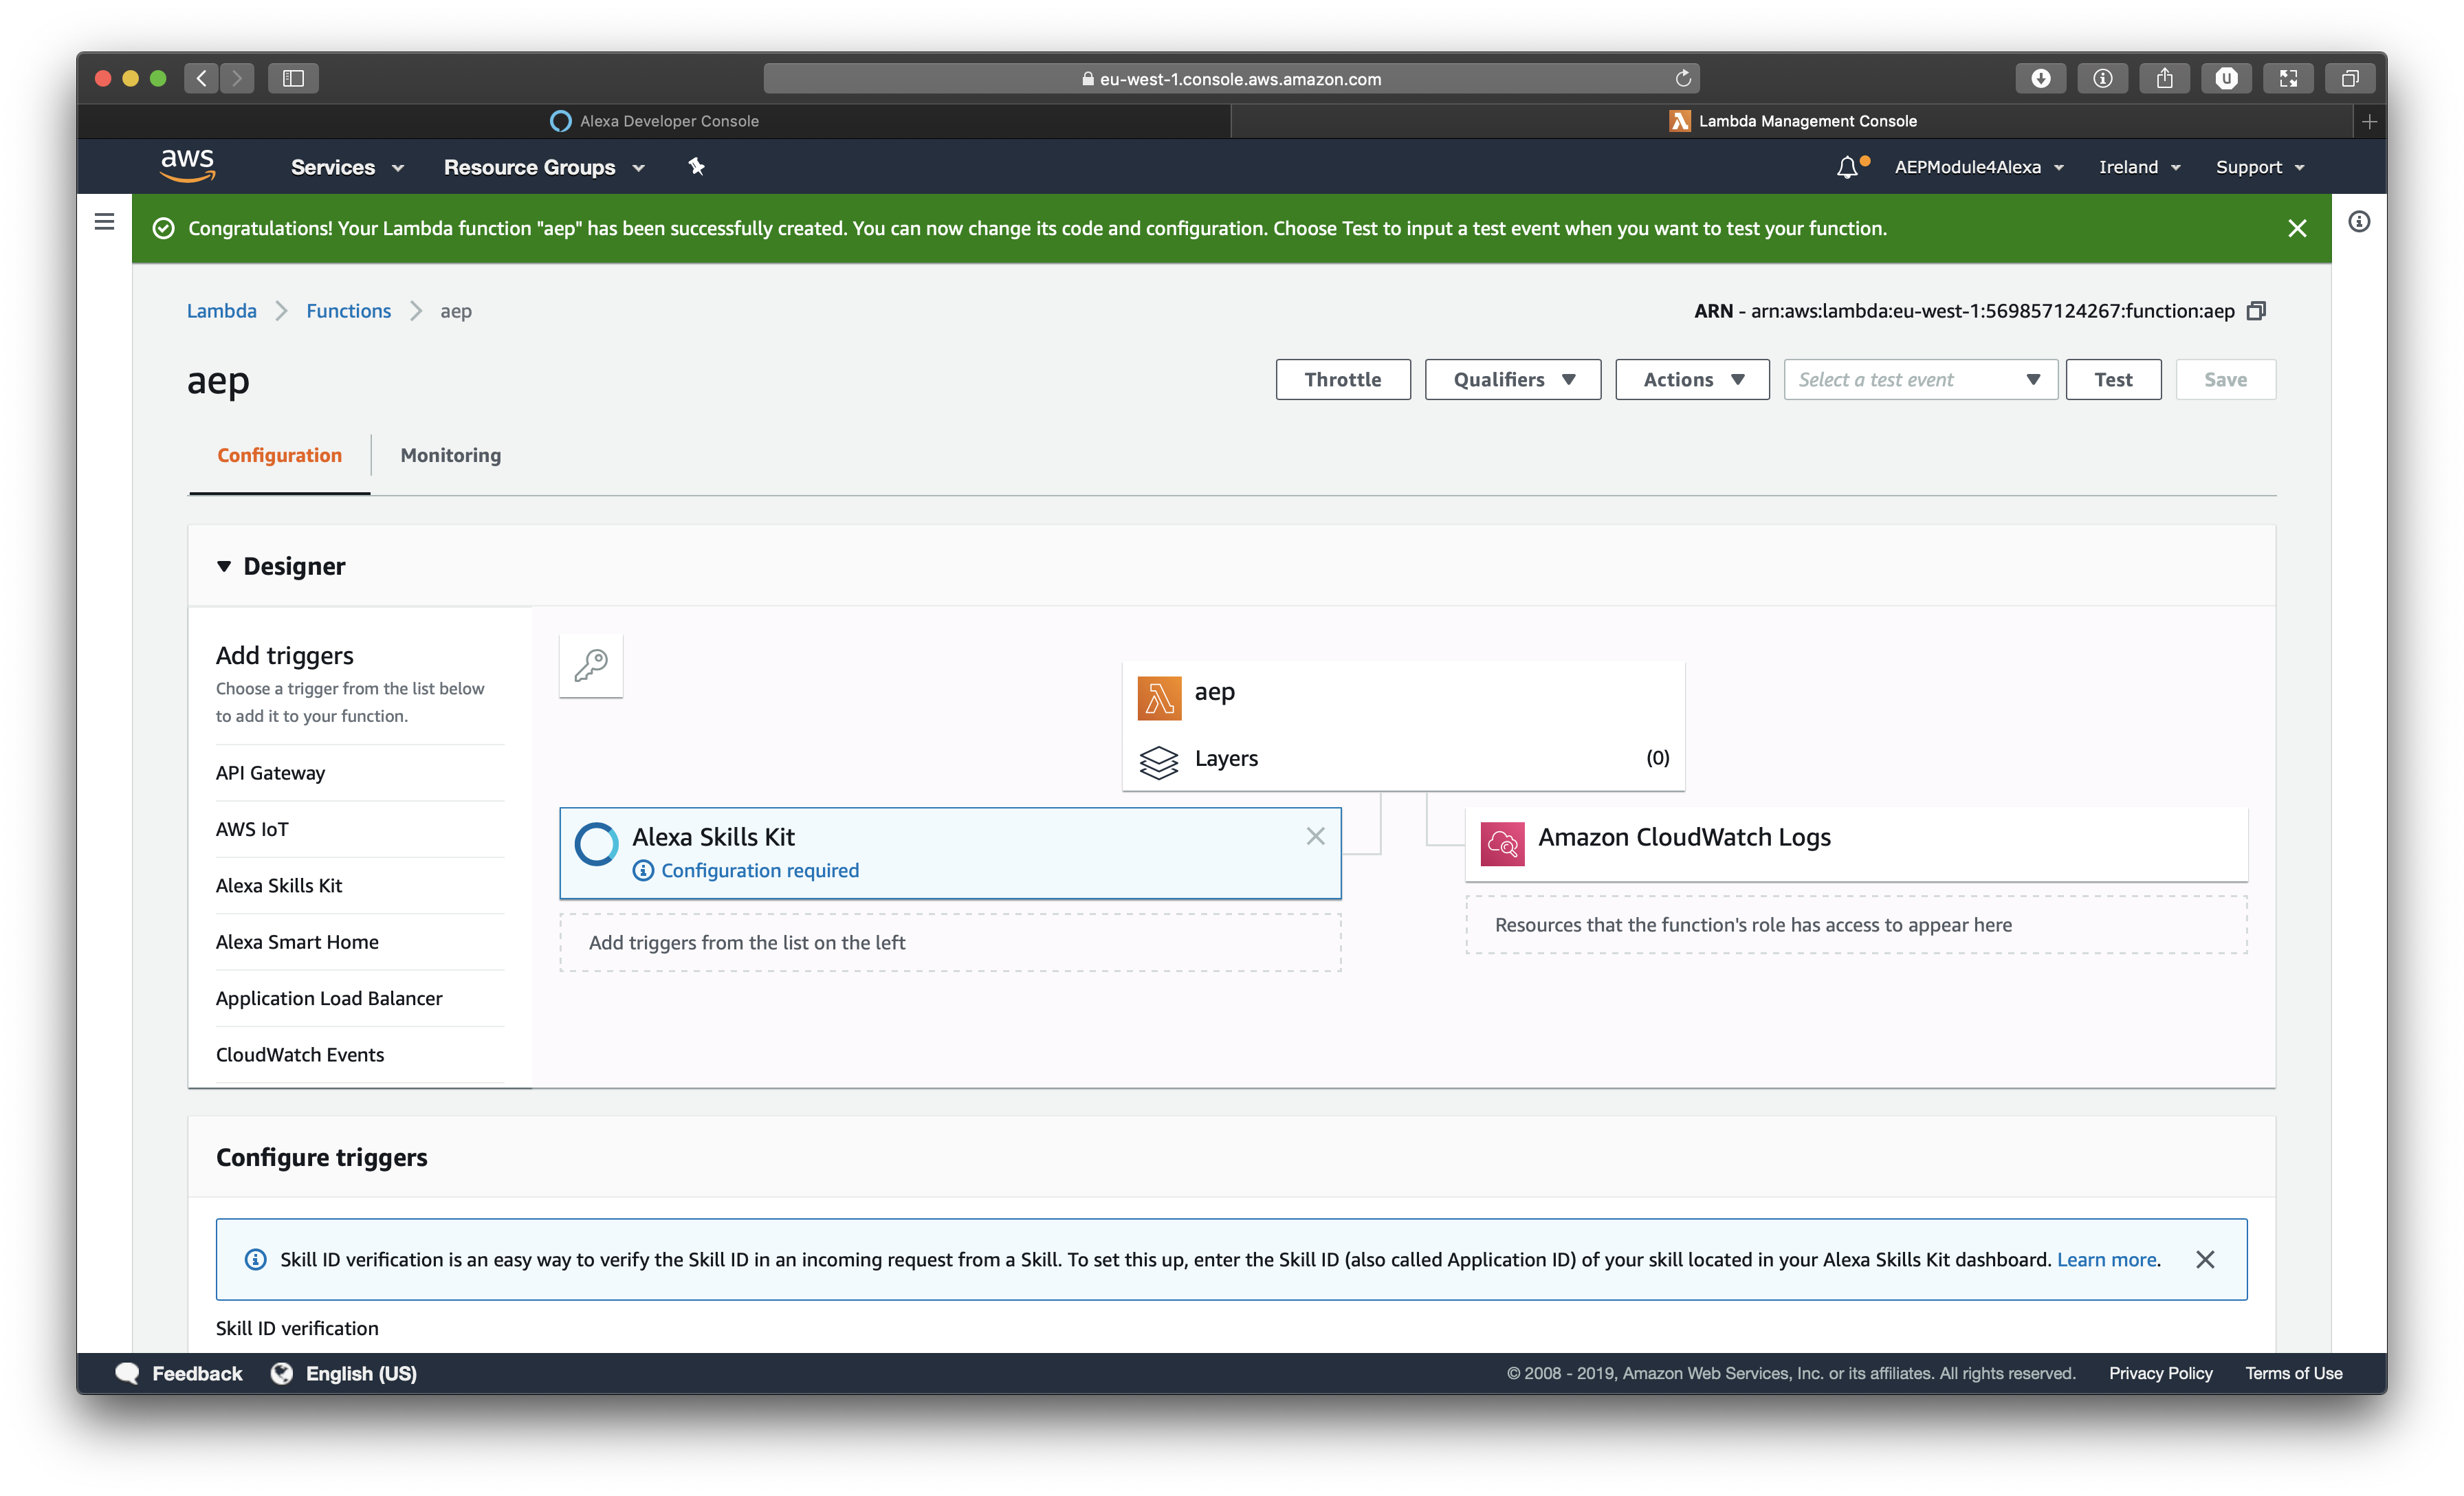 eu-west-1.console.aws.amazon.com
Alexa Developer Console
Lambda Management Console
aws
Services
Resource Groups
AEPModule4Alexa
Ireland
Support
Congratulations! Your Lambda function "aep" has been successfully created. You can now change its code and configuration. Choose Test to input a test event when you want to test your function.
Lambda
Functions
aep
ARN - arn:aws:lambda:eu-west-1:569857124267:function:aep
aep
Throttle
Qualifiers
Actions
Select a test event
Test
Save
Configuration
Monitoring
Designer
Add triggers
Choose a trigger from the list below
to add it to your function.
API Gateway
AWS IoT
Alexa Skills Kit
Alexa Smart Home
Application Load Balancer
CloudWatch Events
aep
Layers
(0)
Alexa Skills Kit
Configuration required
Add triggers from the list on the left
Amazon CloudWatch Logs
Resources that the function's role has access to appear here
Configure triggers
Skill ID verification is an easy way to verify the Skill ID in an incoming request from a Skill. To set this up, enter the Skill ID (also called Application ID) of your skill located in your Alexa Skills Kit dashboard. Learn more.
Skill ID verification
Feedback
English (US)
© 2008 - 2019, Amazon Web Services, Inc. or its affiliates. All rights reserved.
Privacy Policy
Terms of Use